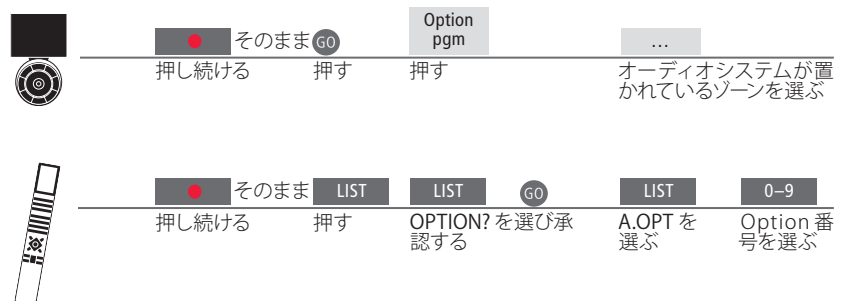 そのまま GO Option pgm ...
押し続ける 押す 押す オーディオシステムが置かれているゾーンを選ぶ
そのまま LIST LIST GO LIST 0–9
押し続ける 押す OPTION? を選び承認する A.OPT を選ぶ Option 番号を選ぶ